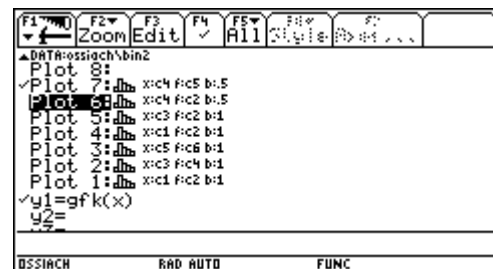 F1 F2 F3 F4 F5 F6 F7
Zoom Edit ✓ All Style Axes...
▲DATA:ossiach\bin2
Plot 8:
✓Plot 7: x:c4 f:c5 b:.5
Plot 6: x:c4 f:c2 b:.5
Plot 5: x:c3 f:c2 b:1
Plot 4: x:c1 f:c2 b:1
Plot 3: x:c5 f:c6 b:1
Plot 2: x:c3 f:c4 b:1
Plot 1: x:c1 f:c2 b:1
✓y1=gfk(x)
y2=
OSSIACH RAD AUTO FUNC